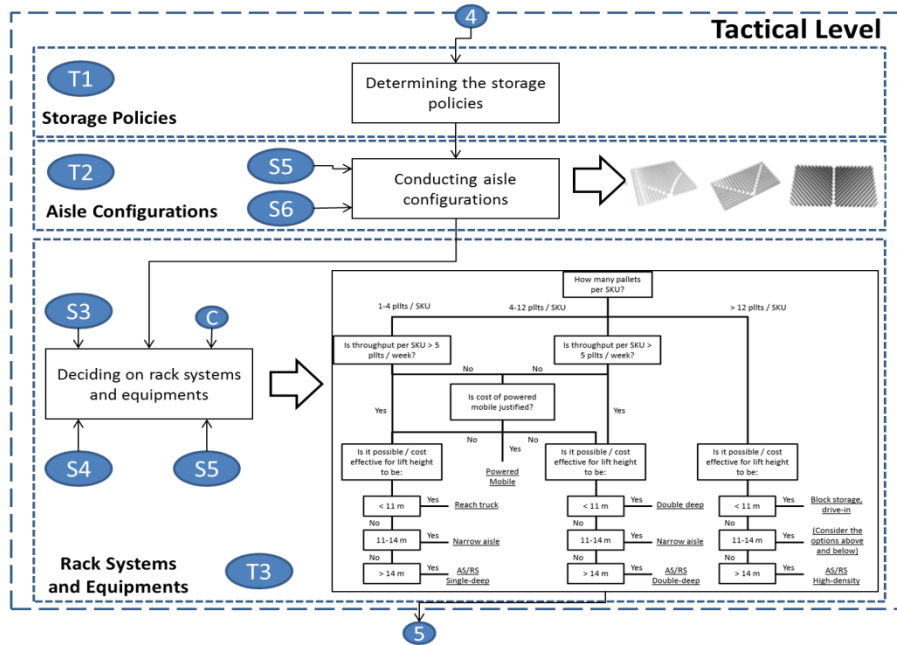 4
Tactical Level
T1
Storage Policies
Determining the storage
policies
T2
Aisle Configurations
S5
S6
Conducting aisle
configurations
S3
C
Deciding on rack systems
and equipments
S4
S5
Rack Systems
and Equipments
T3
How many pallets
per SKU?
1-4 pllts / SKU
4-12 pllts / SKU
> 12 pllts / SKU
Is throughput per SKU > 5
pllts / week?
Is throughput per SKU >
5 pllts / week?
No
No
Is cost of powered
mobile justified?
Yes
Yes
No
No
Yes
Powered
Mobile
Is it possible / cost
effective for lift height
to be:
Is it possible / cost
effective for lift height
to be:
Is it possible / cost
effective for lift height
to be:
< 11 m
Yes
Reach truck
< 11 m
Yes
Double deep
< 11 m
Yes
Block storage,
drive-in
No
No
No
11-14 m
Yes
Narrow aisle
11-14 m
Yes
Narrow aisle
11-14 m
Yes
(Consider the
options above
and below)
No
No
No
> 14 m
Yes
AS/RS
Single-deep
> 14 m
Yes
AS/RS
Double-deep
> 14 m
Yes
AS/RS
High-density
5